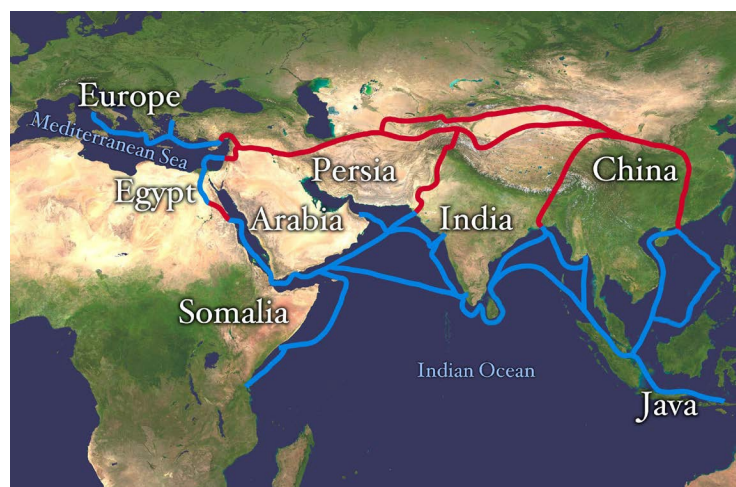 Europe
Mediterranean Sea
Persia
China
Egypt
Arabia
India
Somalia
Indian Ocean
Java